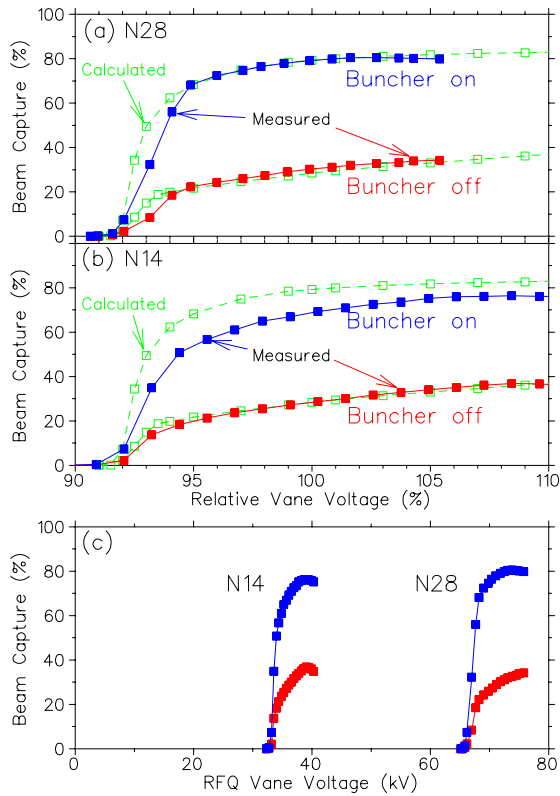 (a) N28
Calculated
Buncher on
Measured
Buncher off
Beam Capture (%)
100
80
60
40
20
0
(b) N14
Calculated
Buncher on
Measured
Buncher off
Beam Capture (%)
80
60
40
20
0
90 95 100 105 110
Relative Vane Voltage (%)
(c)
N14 N28
Beam Capture (%)
100
80
60
40
20
0
0 20 40 60 80
RFQ Vane Voltage (kV)